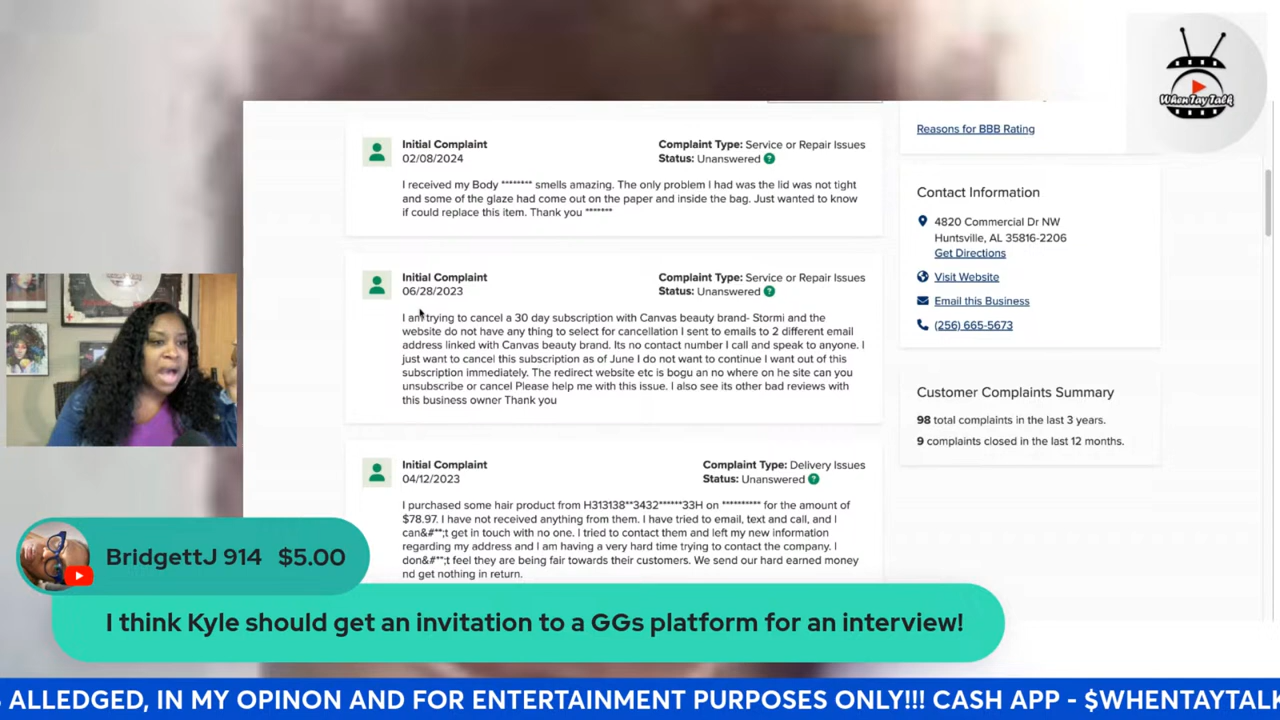 WhenTayTalk
Reasons for BBB Rating
Initial Complaint
02/08/2024
Complaint Type: Service or Repair Issues
Status: Unanswered ?
I received my Body ******** smells amazing. The only problem I had was the lid was not tight
and some of the glaze had come out on the paper and inside the bag. Just wanted to know
if could replace this item. Thank you *******
Contact Information
4820 Commercial Dr NW
Huntsville, AL 35816-2206
Get Directions
Visit Website
Email this Business
(256) 665-5673
Initial Complaint
06/28/2023
Complaint Type: Service or Repair Issues
Status: Unanswered ?
I am trying to cancel a 30 day subscription with Canvas beauty brand- Stormi and the
website do not have any thing to select for cancellation I sent to emails to 2 different email
address linked with Canvas beauty brand. Its no contact number I call and speak to anyone. I
just want to cancel this subscription as of June I do not want to continue I want out of this
subscription immediately. The redirect website etc is bogu an no where on he site can you
unsubscribe or cancel Please help me with this issue. I also see its other bad reviews with
this business owner Thank you
Customer Complaints Summary
98 total complaints in the last 3 years.
9 complaints closed in the last 12 months.
Initial Complaint
04/12/2023
Complaint Type: Delivery Issues
Status: Unanswered ?
I purchased some hair product from H313138**3432******33H on ********** for the amount of
$78.97. I have not received anything from them. I have tried to email, text and call, and I
can&#**;t get in touch with no one. I tried to contact them and left my new information
regarding my address and I am having a very hard time trying to contact the company. I
don&#**;t feel they are being fair towards their customers. We send our hard earned money
nd get nothing in return.
BridgettJ 914 $5.00
I think Kyle should get an invitation to a GGs platform for an interview!
S ALLEDGED, IN MY OPINON AND FOR ENTERTAINMENT PURPOSES ONLY!!! CASH APP - $WHENTAYTALK